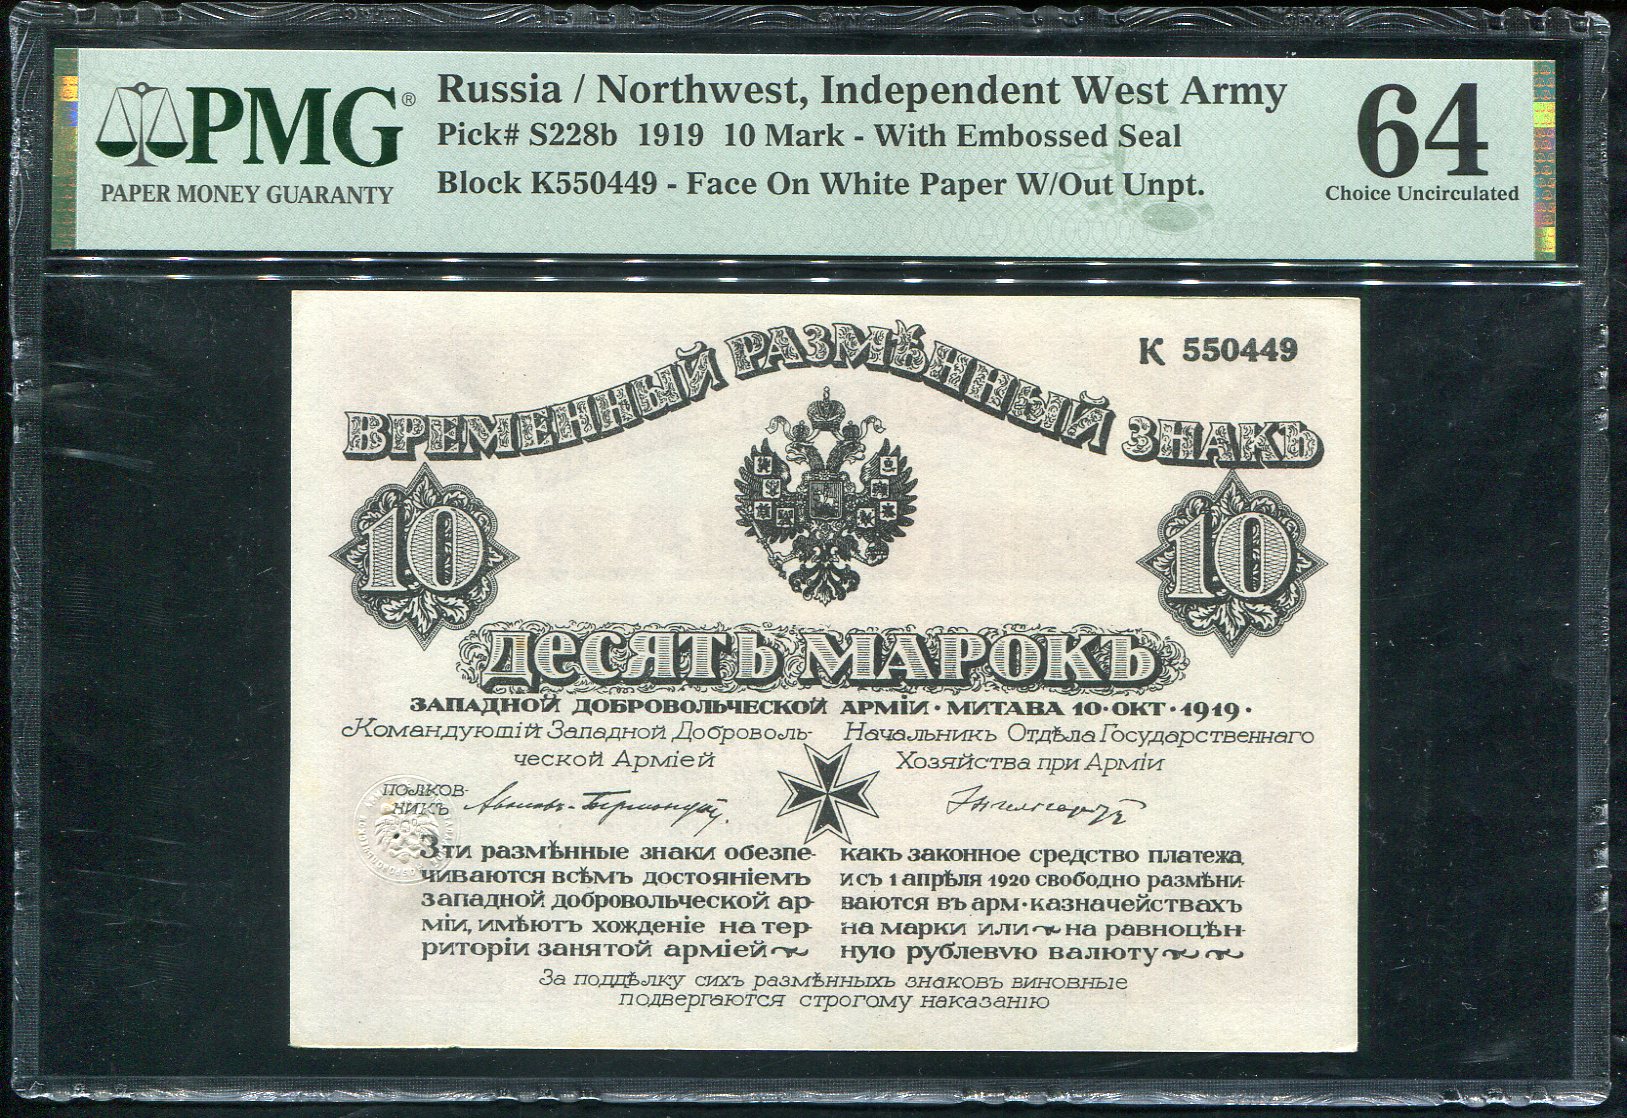 PMG®
PAPER MONEY GUARANTY
Russia / Northwest, Independent West Army
Pick# S228b 1919 10 Mark - With Embossed Seal
Block K550449 - Face On White Paper W/Out Unpt.
64
Choice Uncirculated
К 550449
ВРЕМЕННЫЙ РАЗМѢННЫЙ ЗНАКЪ
10
10
ДЕСЯТЬ МАРОКЪ
ЗАПАДНОЙ ДОБРОВОЛЬЧЕСКОЙ АРМІИ · МИТАВА 10 · ОКТ · 1919 ·
Командующій Западной Доброволь-
ческой Арміей
полков-
никъ
Начальникъ Отдѣла Государственнаго
Хозяйства при Арміи
Эти размѣнные знаки обезпе-
чиваются всѣмъ достояніемъ
западной добровольческой ар-
міи, имѣютъ хожденіе на тер-
риторіи занятой арміей
какъ законное средство платежа,
и съ 1 апрѣля 1920 свободно размѣни-
ваются въ арм · казначействахъ
на марки или на равноцѣн-
ную рублевую валюту
За поддѣлку сихъ размѣнныхъ знаковъ виновные
подвергаются строгому наказанію